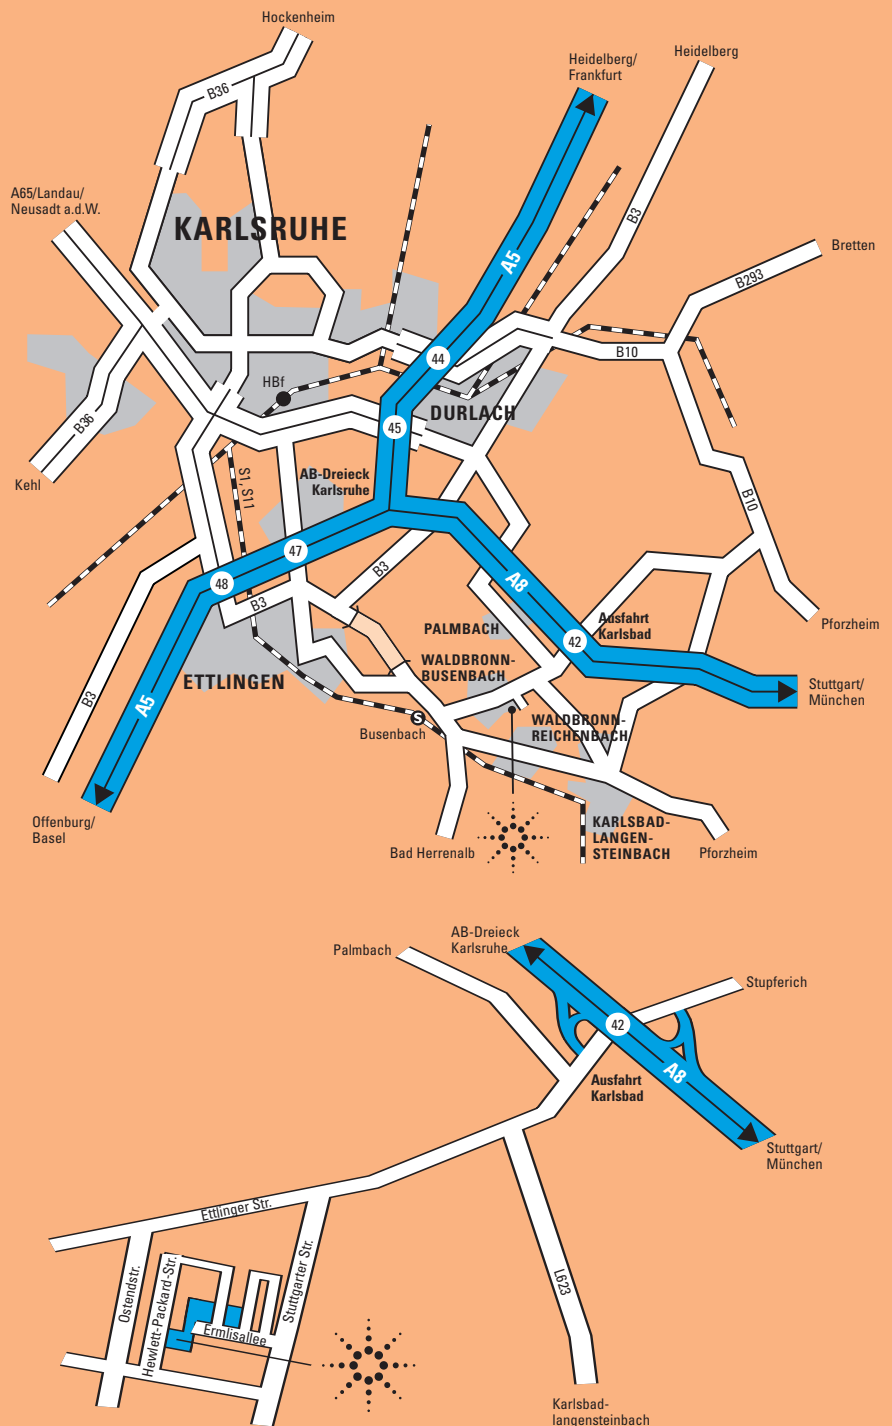 Hockenheim
Heidelberg/
Frankfurt
Heidelberg
B36
A65/Landau/
Neusadt a.d.W.
KARLSRUHE
B3
A5
Bretten
B293
44
B10
HBf
DURLACH
45
B36
Kehl
S1, S11
AB-Dreieck
Karlsruhe
B10
47
48
B3
B3
A8
PALMBACH
42
Ausfahrt
Karlsbad
Pforzheim
WALDBRONN-
BUSENBACH
ETTLINGEN
B3
A5
Stuttgart/
München
S
Busenbach
WALDBRONN-
REICHENBACH
Offenburg/
Basel
Bad Herrenalb
KARLSBAD-
LANGEN-
STEINBACH
Pforzheim
AB-Dreieck
Karlsruhe
Palmbach
Stupferich
42
A8
Ausfahrt
Karlsbad
Stuttgart/
München
Ettlinger Str.
Ostendstr.
Hewlett-Packard-Str.
Stuttgarter Str.
Ermlisallee
L623
Karlsbad-
langensteinbach